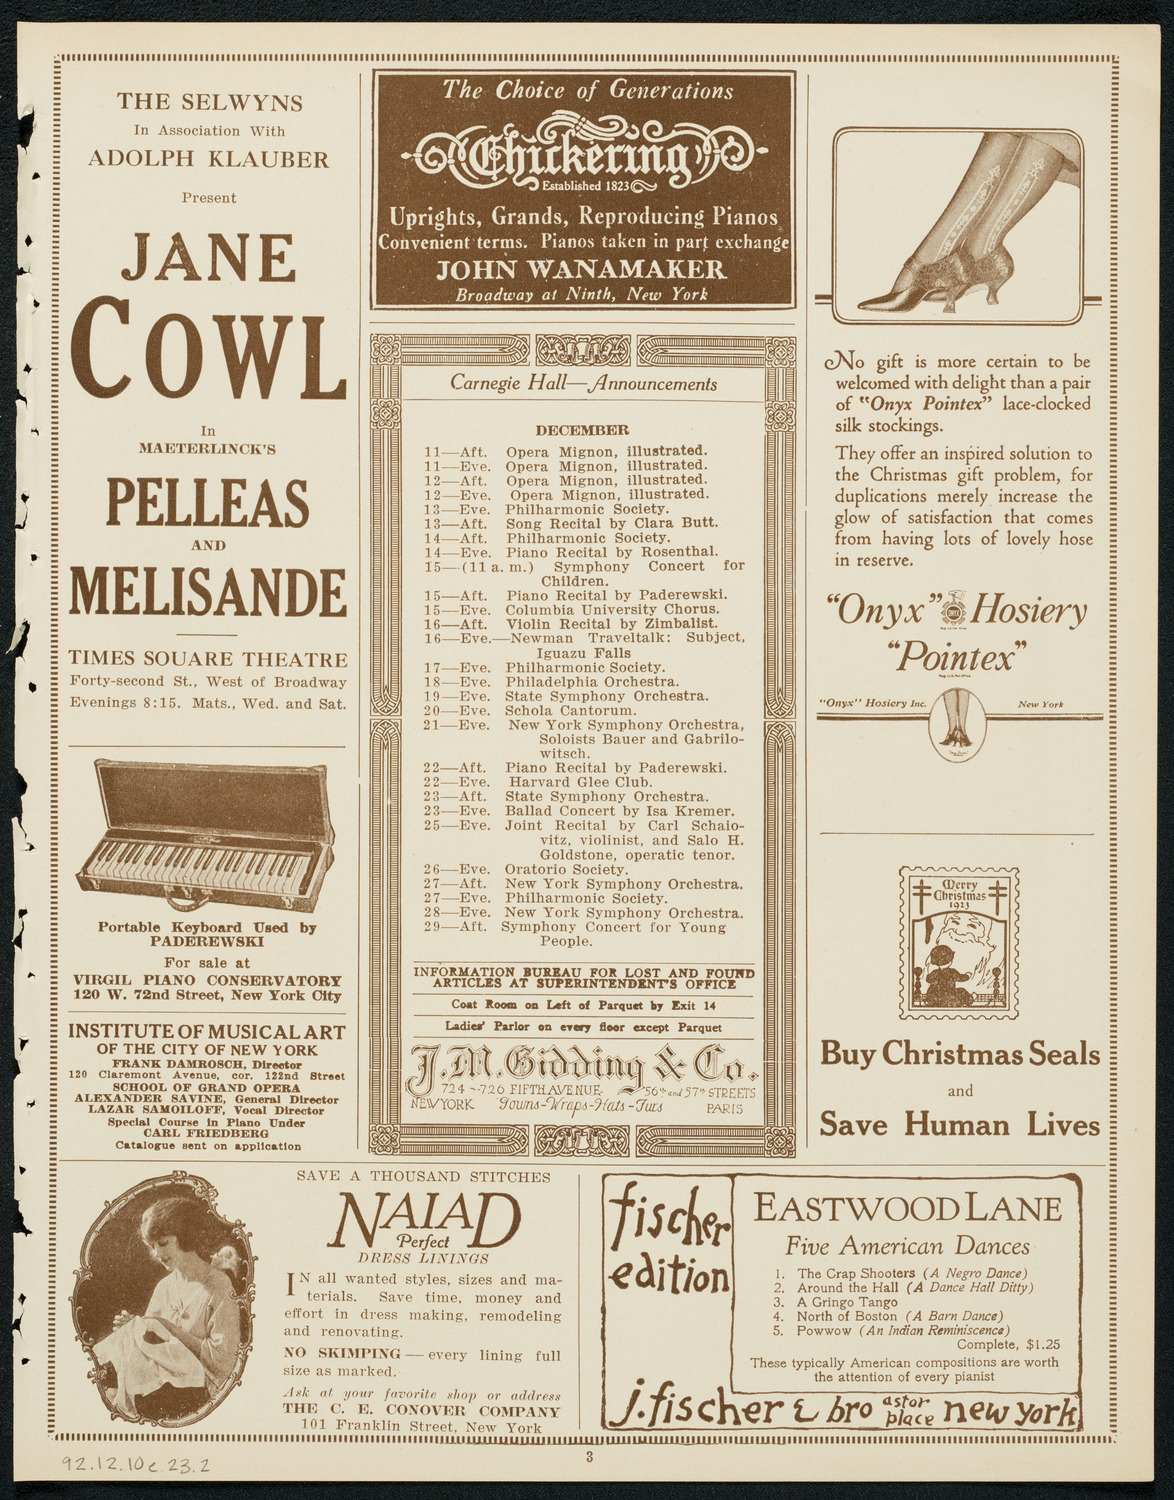 THE SELWYNS
In Association With
ADOLPH KLAUBER
Present
JANE
COWL
In
MAETERLINCK'S
PELLEAS
AND
MELISANDE
TIMES SQUARE THEATRE
Forty-second St., West of Broadway
Evenings 8:15. Mats., Wed. and Sat.
Portable Keyboard Used by
PADEREWSKI
For sale at
VIRGIL PIANO CONSERVATORY
120 W. 72nd Street, New York City
INSTITUTE OF MUSICAL ART
OF THE CITY OF NEW YORK
FRANK DAMROSCH, Director
120 Claremont Avenue, cor. 122nd Street
SCHOOL OF GRAND OPERA
ALEXANDER SAVINE, General Director
LAZAR SAMOILOFF, Vocal Director
Special Course in Piano Under
CARL FRIEDBERG
Catalogue sent on application
The Choice of Generations
Chickering
Established 1823
Uprights, Grands, Reproducing Pianos
Convenient terms. Pianos taken in part exchange
JOHN WANAMAKER
Broadway at Ninth, New York
Carnegie Hall—Announcements
DECEMBER
11—Aft. Opera Mignon, illustrated.
11—Eve. Opera Mignon, illustrated.
12—Aft. Opera Mignon, illustrated.
12—Eve. Opera Mignon, illustrated.
13—Eve. Philharmonic Society.
13—Aft. Song Recital by Clara Butt.
14—Aft. Philharmonic Society.
14—Eve. Piano Recital by Rosenthal.
15—(11 a. m.) Symphony Concert for
Children.
15—Aft. Piano Recital by Paderewski.
15—Eve. Columbia University Chorus.
16—Aft. Violin Recital by Zimbalist.
16—Eve.—Newman Traveltalk: Subject,
Iguazu Falls
17—Eve. Philharmonic Society.
18—Eve. Philadelphia Orchestra.
19—Eve. State Symphony Orchestra.
20—Eve. Schola Cantorum.
21—Eve. New York Symphony Orchestra,
Soloists Bauer and Gabrilo-
witsch.
22—Aft. Piano Recital by Paderewski.
22—Eve. Harvard Glee Club.
23—Aft. State Symphony Orchestra.
23—Eve. Ballad Concert by Isa Kremer.
25—Eve. Joint Recital by Carl Schaio-
vitz, violinist, and Salo H.
Goldstone, operatic tenor.
26—Eve. Oratorio Society.
27—Aft. New York Symphony Orchestra.
27—Eve. Philharmonic Society.
28—Eve. New York Symphony Orchestra.
29—Aft. Symphony Concert for Young
People.
INFORMATION BUREAU FOR LOST AND FOUND
ARTICLES AT SUPERINTENDENT'S OFFICE
Coat Room on Left of Parquet by Exit 14
Ladies' Parlor on every floor except Parquet
J.M. Gidding & Co.
724~726 FIFTH AVENUE 56th and 57th STREETS
NEW YORK Gowns-Wraps-Hats-Furs PARIS
No gift is more certain to be
welcomed with delight than a pair
of "Onyx Pointex" lace-clocked
silk stockings.
They offer an inspired solution to
the Christmas gift problem, for
duplications merely increase the
glow of satisfaction that comes
from having lots of lovely hose
in reserve.
"Onyx" Hosiery
"Pointex"
"Onyx" Hosiery Inc. New York
Merry
Christmas
1923
Buy Christmas Seals
and
Save Human Lives
SAVE A THOUSAND STITCHES
NAIAD
Perfect
DRESS LININGS
IN all wanted styles, sizes and ma-
terials. Save time, money and
effort in dress making, remodeling
and renovating.
NO SKIMPING—every lining full
size as marked.
Ask at your favorite shop or address
THE C. E. CONOVER COMPANY
101 Franklin Street, New York
fischer
edition
EASTWOOD LANE
Five American Dances
1. The Crap Shooters (A Negro Dance)
2. Around the Hall (A Dance Hall Ditty)
3. A Gringo Tango
4. North of Boston (A Barn Dance)
5. Powwow (An Indian Reminiscence)
Complete, $1.25
These typically American compositions are worth
the attention of every pianist
j. fischer & bro astor place new york
3
92.12.10e.23.2